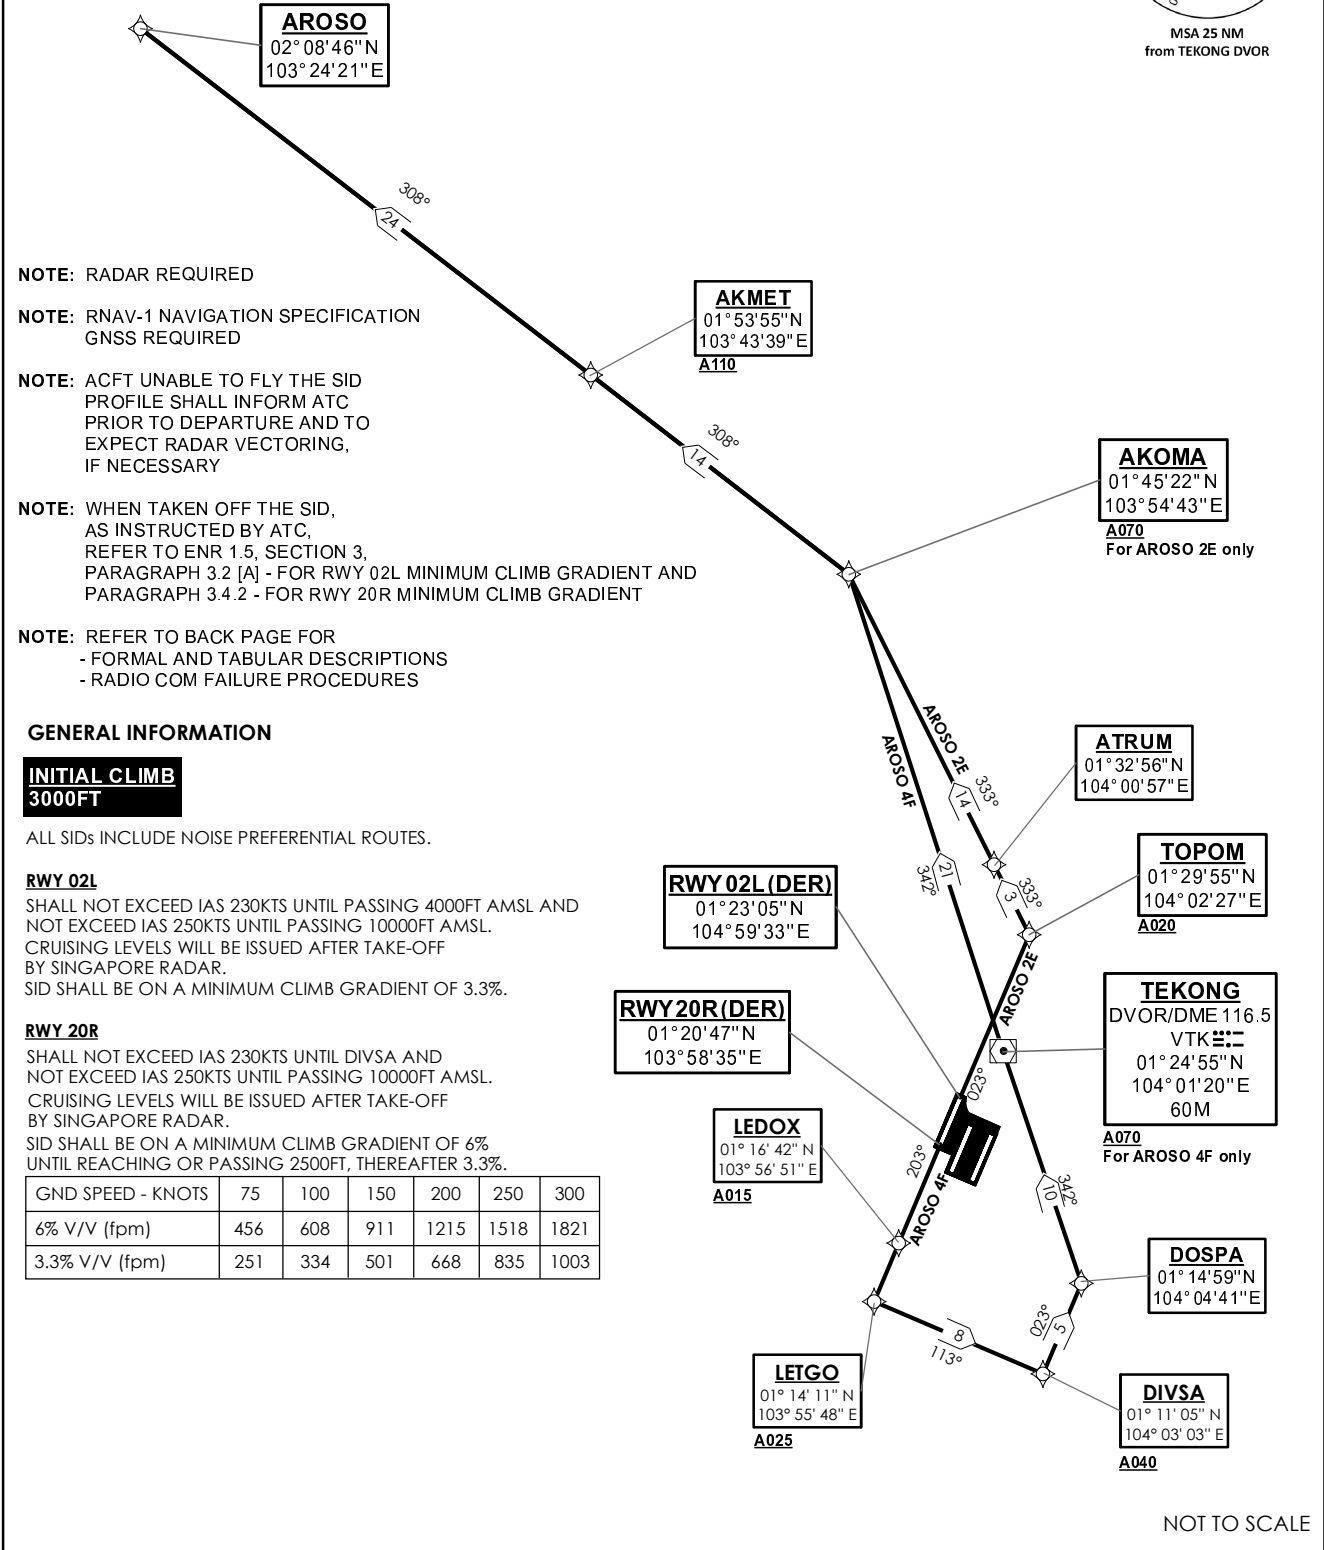 MSA 25 NM
from TEKONG DVOR
AROSO
02°08'46"N
103°24'21"E
308°
24
NOTE: RADAR REQUIRED
NOTE: RNAV-1 NAVIGATION SPECIFICATION
GNSS REQUIRED
NOTE: ACFT UNABLE TO FLY THE SID
PROFILE SHALL INFORM ATC
PRIOR TO DEPARTURE AND TO
EXPECT RADAR VECTORING,
IF NECESSARY
NOTE: WHEN TAKEN OFF THE SID,
AS INSTRUCTED BY ATC,
REFER TO ENR 1.5, SECTION 3,
PARAGRAPH 3.2 [A] - FOR RWY 02L MINIMUM CLIMB GRADIENT AND
PARAGRAPH 3.4.2 - FOR RWY 20R MINIMUM CLIMB GRADIENT
NOTE: REFER TO BACK PAGE FOR
- FORMAL AND TABULAR DESCRIPTIONS
- RADIO COM FAILURE PROCEDURES
AKMET
01°53'55"N
103°43'39"E
A110
308°
14
AKOMA
01°45'22"N
103°54'43"E
A070
For AROSO 2E only
GENERAL INFORMATION
INITIAL CLIMB
3000FT
ALL SIDs INCLUDE NOISE PREFERENTIAL ROUTES.
RWY 02L
SHALL NOT EXCEED IAS 230KTS UNTIL PASSING 4000FT AMSL AND
NOT EXCEED IAS 250KTS UNTIL PASSING 10000FT AMSL.
CRUISING LEVELS WILL BE ISSUED AFTER TAKE-OFF
BY SINGAPORE RADAR.
SID SHALL BE ON A MINIMUM CLIMB GRADIENT OF 3.3%.
RWY 20R
SHALL NOT EXCEED IAS 230KTS UNTIL DIVSA AND
NOT EXCEED IAS 250KTS UNTIL PASSING 10000FT AMSL.
CRUISING LEVELS WILL BE ISSUED AFTER TAKE-OFF
BY SINGAPORE RADAR.
SID SHALL BE ON A MINIMUM CLIMB GRADIENT OF 6%
UNTIL REACHING OR PASSING 2500FT, THEREAFTER 3.3%.
GND SPEED - KNOTS 75 100 150 200 250 300
6% V/V (fpm) 456 608 911 1215 1518 1821
3.3% V/V (fpm) 251 334 501 668 835 1003
AROSO 2E
AROSO 4F
333°
14
ATRUM
01°32'56"N
104°00'57"E
21
342°
333°
3
TOPOM
01°29'55"N
104°02'27"E
A020
RWY 02L(DER)
01°23'05"N
104°59'33"E
AROSO 2E
RWY 20R(DER)
01°20'47"N
103°58'35"E
TEKONG
DVOR/DME 116.5
VTK
01°24'55"N
104°01'20"E
60M
A070
For AROSO 4F only
023°
LEDOX
01° 16' 42" N
103° 56' 51" E
A015
203°
AROSO 4F
342°
10
DOSPA
01°14'59"N
104°04'41"E
8
113°
023°
5
LETGO
01° 14' 11" N
103° 55' 48" E
A025
DIVSA
01° 11' 05" N
104° 03' 03" E
A040
NOT TO SCALE